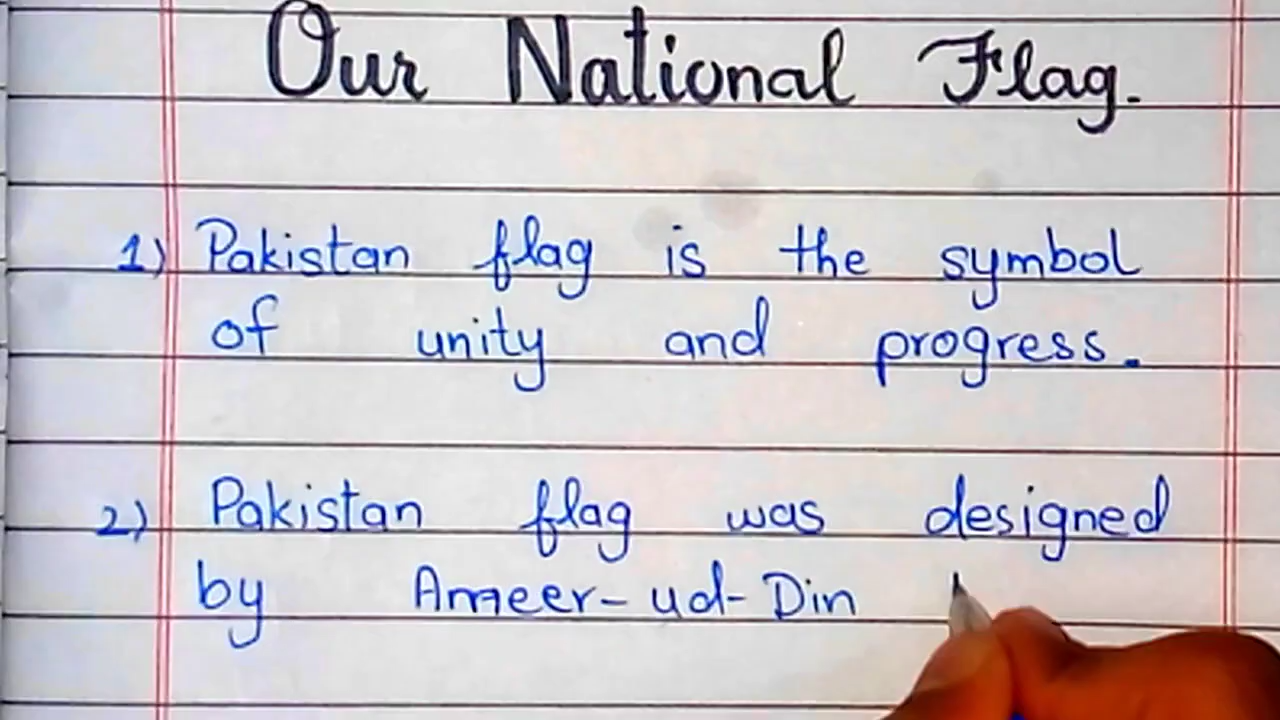 Our National Flag.
1) Pakistan flag is the symbol
of unity and progress.
2) Pakistan flag was designed
by Ameer-ud-Din